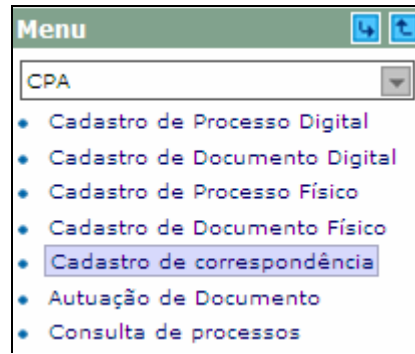 Menu
CPA
Cadastro de Processo Digital
Cadastro de Documento Digital
Cadastro de Processo Físico
Cadastro de Documento Físico
Cadastro de correspondência
Autuação de Documento
Consulta de processos